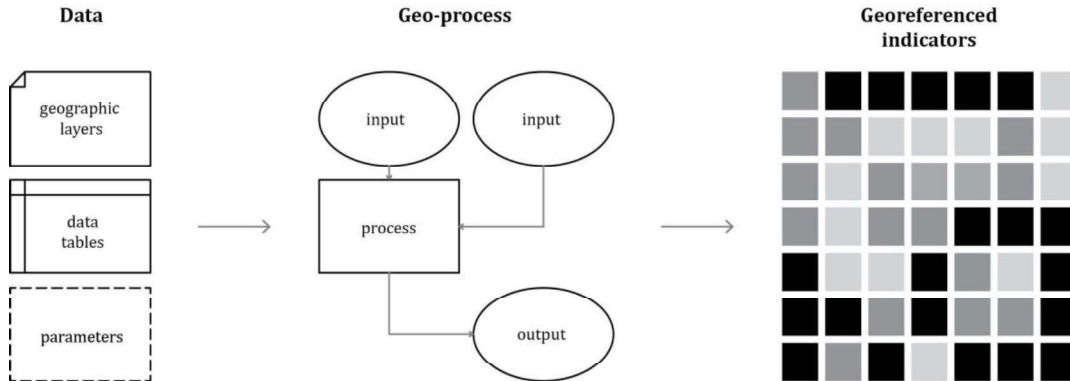 Data
geographic
layers
data
tables
parameters
Geo-process
input
input
process
output
Georeferenced
indicators